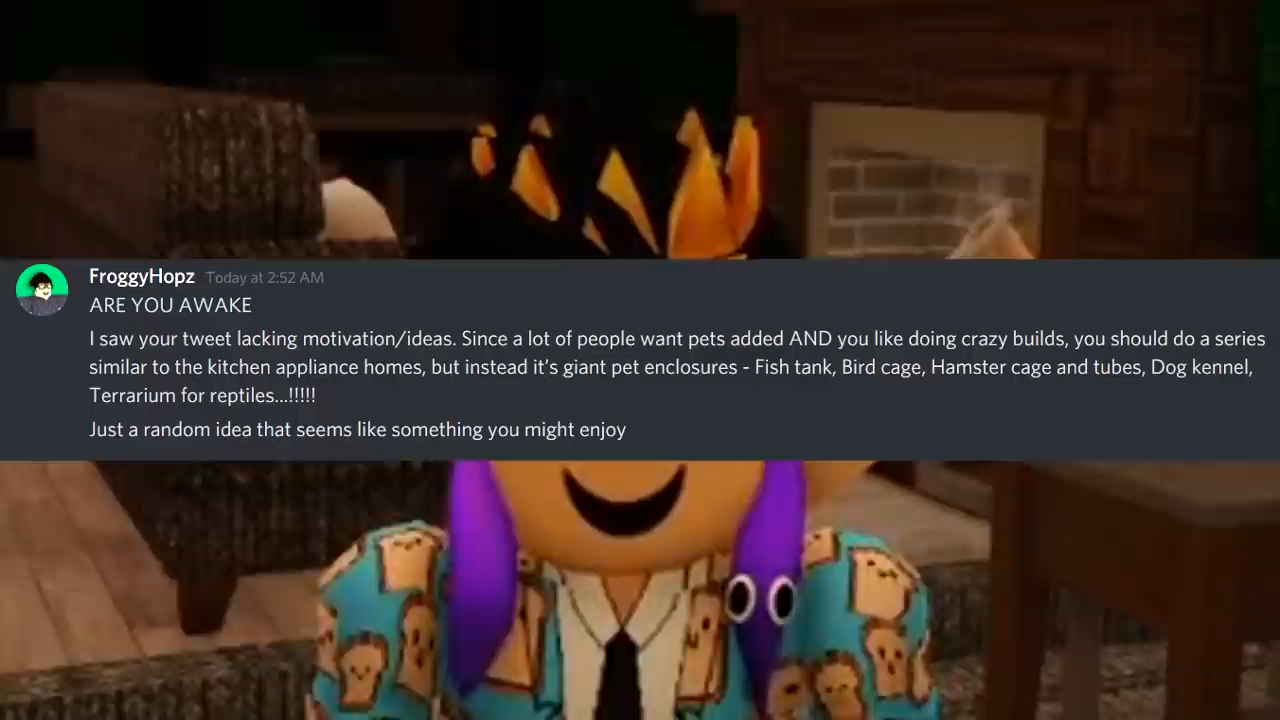 FroggyHopz Today at 2:52 AM
ARE YOU AWAKE
I saw your tweet lacking motivation/ideas. Since a lot of people want pets added AND you like doing crazy builds, you should do a series
similar to the kitchen appliance homes, but instead it's giant pet enclosures - Fish tank, Bird cage, Hamster cage and tubes, Dog kennel,
Terrarium for reptiles...!!!!!
Just a random idea that seems like something you might enjoy